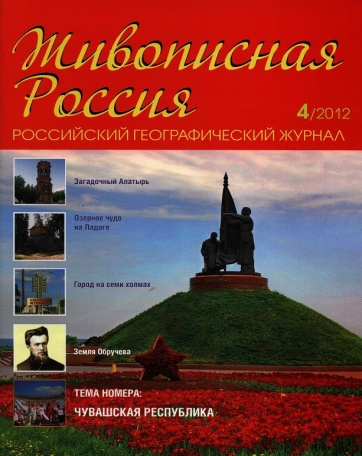 Живописная
Россия
4/2012
РОССИЙСКИЙ ГЕОГРАФИЧЕСКИЙ ЖУРНАЛ
Загадочный Алатырь
Озерное чудо
на Ладоге
Город на семи холмах
Земля Обручева
ТЕМА НОМЕРА:
ЧУВАШСКАЯ РЕСПУБЛИКА